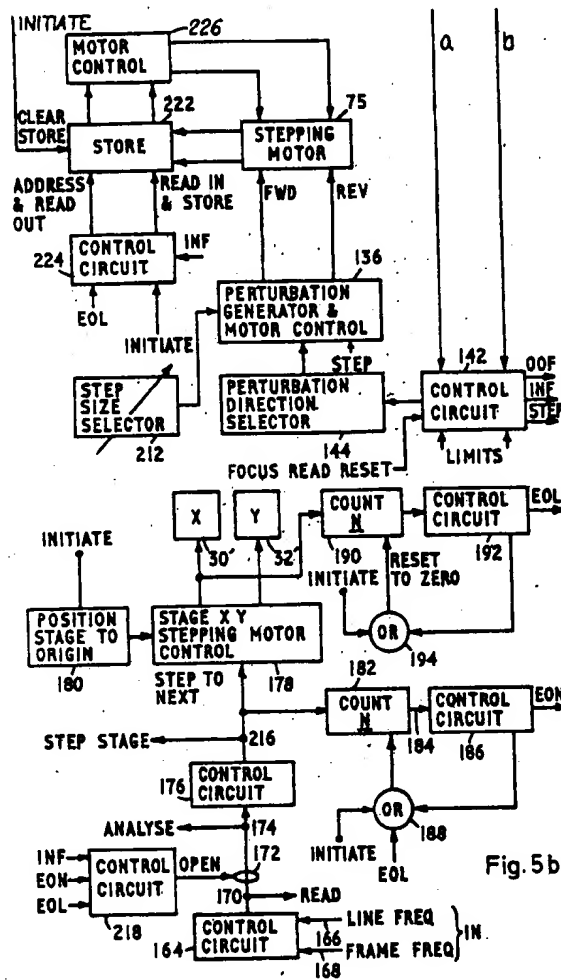 INITIATE
MOTOR
CONTROL
226
a
b
CLEAR
STORE
222
STORE
75
STEPPING
MOTOR
ADDRESS
& READ
OUT
READ IN
& STORE
FWD
REV
CONTROL
CIRCUIT
INF
224
EOL
INITIATE
136
PERTURBATION
GENERATOR &
MOTOR CONTROL
STEP
STEP
SIZE
SELECTOR
212
PERTURBATION
DIRECTION
SELECTOR
144
142
CONTROL
CIRCUIT
OOF
INF
STEP
LIMITS
FOCUS READ RESET
X
30'
Y
32'
COUNT
N
190
CONTROL
CIRCUIT
192
EOL
INITIATE
RESET
TO ZERO
INITIATE
OR
194
POSITION
STAGE TO
ORIGIN
180
STAGE X Y
STEPPING MOTOR
CONTROL
178
STEP TO
NEXT
182
COUNT
N
184
CONTROL
CIRCUIT
186
EON
STEP STAGE
216
176
CONTROL
CIRCUIT
OR
188
INITIATE
EOL
ANALYSE
174
172
INF
EON
EOL
CONTROL
CIRCUIT
218
OPEN
170
READ
Fig. 5b
164
CONTROL
CIRCUIT
LINE FREQ
166
FRAME FREQ
168
IN